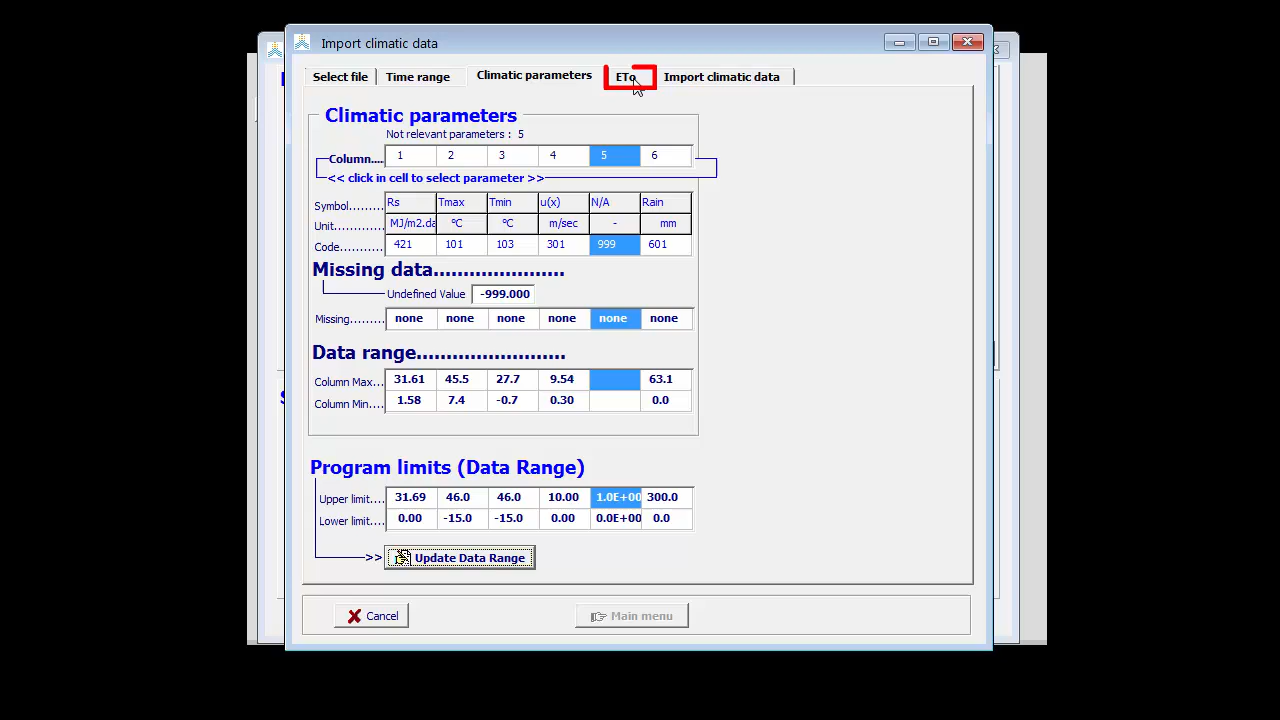 Import climatic data
Select file
Time range
Climatic parameters
ETo
Import climatic data
Climatic parameters
Not relevant parameters : 5
Column.... 1 2 3 4 5 6
<< click in cell to select parameter >>
Symbol......... Rs Tmax Tmin u(x) N/A Rain
Unit............. MJ/m2.da °C °C m/sec - mm
Code........... 421 101 103 301 999 601
Missing data......................
Undefined Value -999.000
Missing......... none none none none none none
Data range.........................
Column Max.... 31.61 45.5 27.7 9.54 63.1
Column Min.... 1.58 7.4 -0.7 0.30 0.0
Program limits (Data Range)
Upper limit.... 31.69 46.0 46.0 10.00 1.0E+00 300.0
Lower limit.... 0.00 -15.0 -15.0 0.00 0.0E+00 0.0
>> Update Data Range
Cancel
Main menu